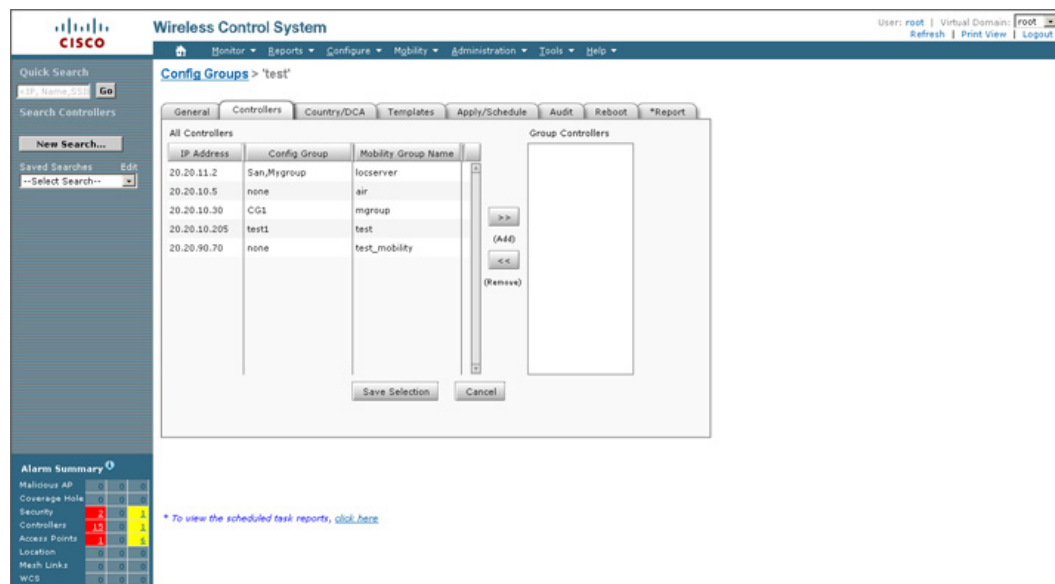 CISCO
Wireless Control System
User: root | Virtual Domain: root
Refresh | Print View | Logout
Monitor Reports Configure Mobility Administration Tools Help
Quick Search
<IP, Name,SSI Go
Search Controllers
New Search...
Saved Searches Edit
--Select Search--
Config Groups > 'test'
General Controllers Country/DCA Templates Apply/Schedule Audit Reboot *Report
All Controllers Group Controllers
IP Address Config Group Mobility Group Name
20.20.11.2 San,Mygroup locserver
20.20.10.5 none air
20.20.10.30 CG1 mgroup
20.20.10.205 test1 test
20.20.90.70 none test_mobility
>>
(Add)
<<
(Remove)
Save Selection Cancel
Alarm Summary
Malicious AP 0 0 0
Coverage Hole 0 0 0
Security 2 0 1
Controllers 15 0 1
Access Points 1 0 6
Location 0 0 0
Mesh Links 0 0 0
WCS 0 0 0
* To view the scheduled task reports, click here